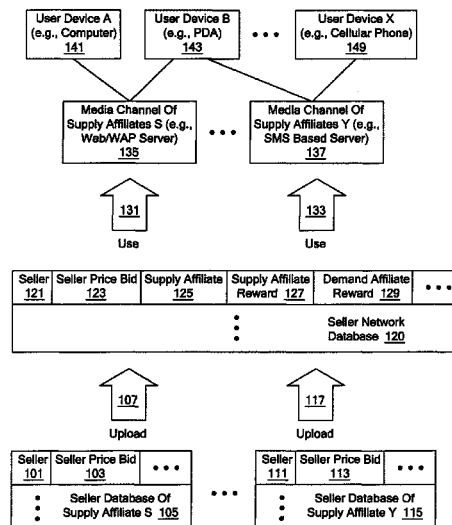 User Device A
(e.g., Computer)
141
User Device B
(e.g., PDA)
143
User Device X
(e.g., Cellular Phone)
149
Media Channel Of
Supply Affiliates S (e.g.,
Web/WAP Server)
135
Media Channel Of
Supply Affiliates Y (e.g.,
SMS Based Server)
137
131
Use
133
Use
Seller
121
Seller Price Bid
123
Supply Affiliate
125
Supply Affiliate
Reward 127
Demand Affiliate
Reward 129
Seller Network
Database 120
107
Upload
117
Upload
Seller
101
Seller Price Bid
103
Seller Database Of
Supply Affiliate S 105
Seller
111
Seller Price Bid
113
Seller Database Of
Supply Affiliate Y 115